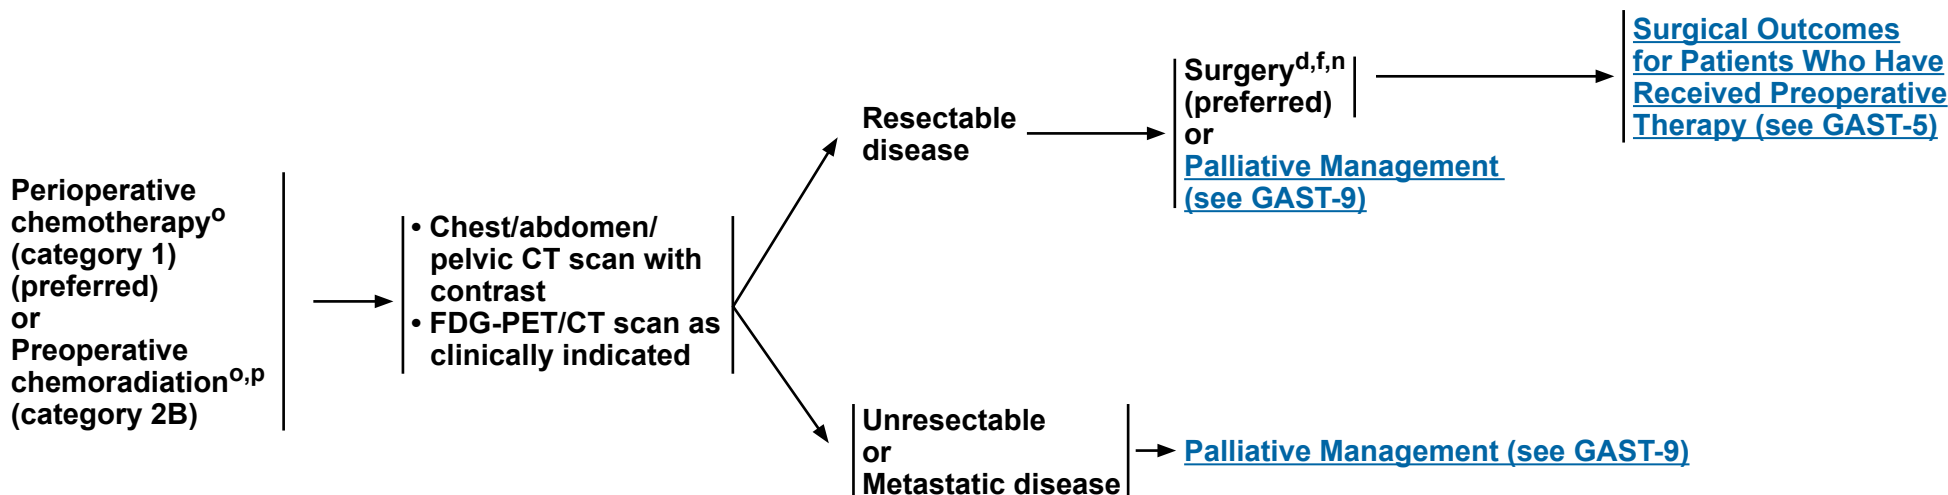 Perioperative
chemotherapyo
(category 1)
(preferred)
or
Preoperative
chemoradiationo,p
(category 2B)
• Chest/abdomen/
pelvic CT scan with
contrast
• FDG-PET/CT scan as
clinically indicated
Resectable
disease
Surgeryd,f,n
(preferred)
or
Palliative Management
(see GAST-9)
Surgical Outcomes
for Patients Who Have
Received Preoperative
Therapy (see GAST-5)
Unresectable
or
Metastatic disease
Palliative Management (see GAST-9)